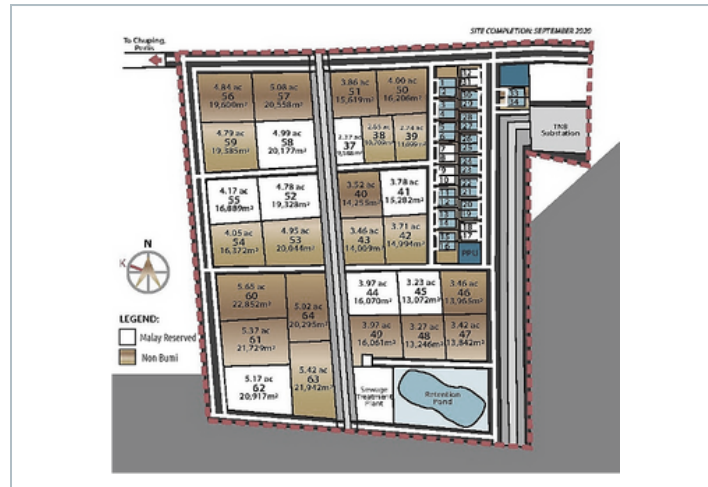 SITE COMPLETION: SEPTEMBER 2020
To Chuping,
Perlis
4.84 ac
56
19,600m²
5.08 ac
57
20,558m²
3.86 ac
51
15,619m²
4.00 ac
50
16,206m²
4.79 ac
59
19,385m²
4.99 ac
58
20,177m²
37
2.65 ac
38
10,709m²
2.74 ac
39
TNB
Substation
4.17 ac
55
16,889m²
4.78 ac
52
19,328m²
3.52 ac
40
14,255m²
3.78 ac
41
15,282m²
4.05 ac
54
16,372m²
4.95 ac
53
20,044m²
3.46 ac
43
14,009m²
3.71 ac
42
14,994m²
PPU
N
K
5.65 ac
60
22,852m²
5.02 ac
64
20,295m²
3.97 ac
44
16,070m²
3.23 ac
45
13,072m²
3.46 ac
46
13,965m²
LEGEND:
Malay Reserved
Non Bumi
5.37 ac
61
21,729m²
3.97 ac
49
16,061m²
3.27 ac
48
13,246m²
3.42 ac
47
13,842m²
5.17 ac
62
20,917m²
5.42 ac
63
21,942m²
Sewage
Treatment
Plant
Retention
Pond